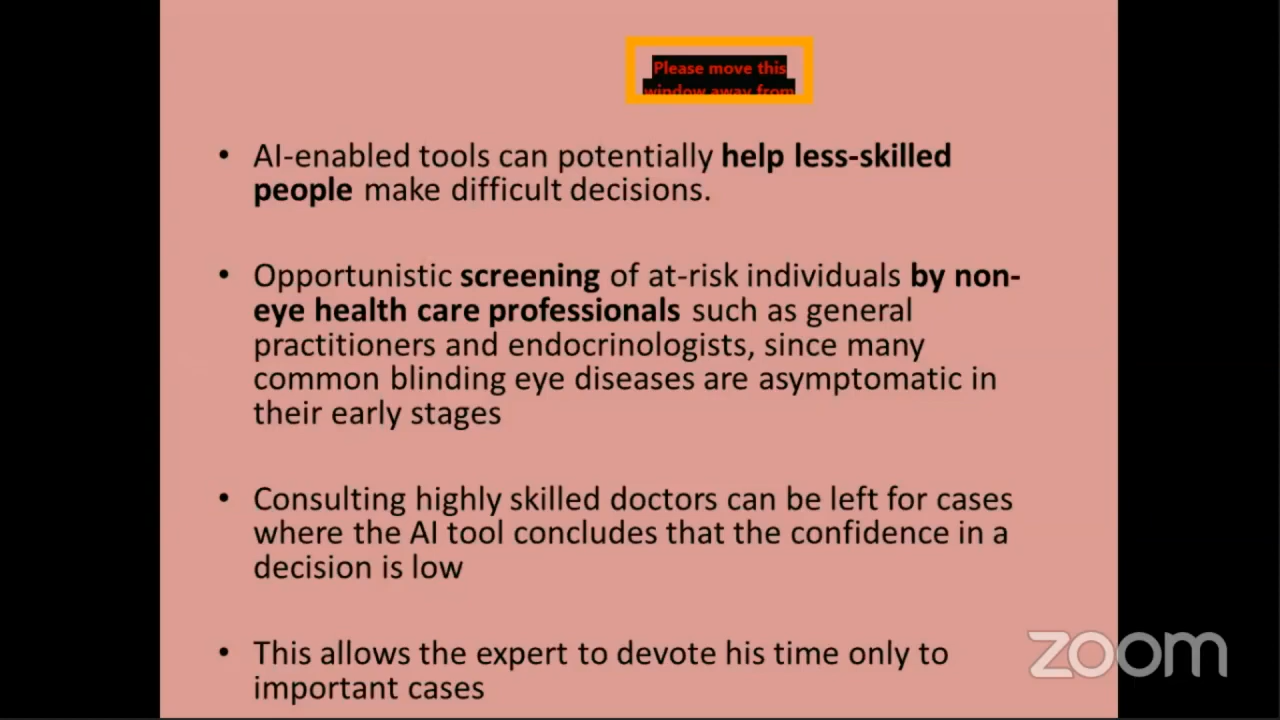 Please move this
window away from
• AI-enabled tools can potentially help less-skilled
people make difficult decisions.
• Opportunistic screening of at-risk individuals by non-
eye health care professionals such as general
practitioners and endocrinologists, since many
common blinding eye diseases are asymptomatic in
their early stages
• Consulting highly skilled doctors can be left for cases
where the AI tool concludes that the confidence in a
decision is low
• This allows the expert to devote his time only to
important cases
zoom